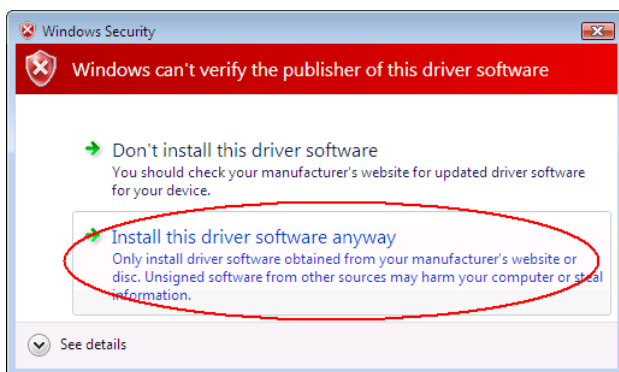 Windows Security
Windows can't verify the publisher of this driver software
Don't install this driver software
You should check your manufacturer's website for updated driver software
for your device.
Install this driver software anyway
Only install driver software obtained from your manufacturer's website or
disc. Unsigned software from other sources may harm your computer or steal
information.
See details